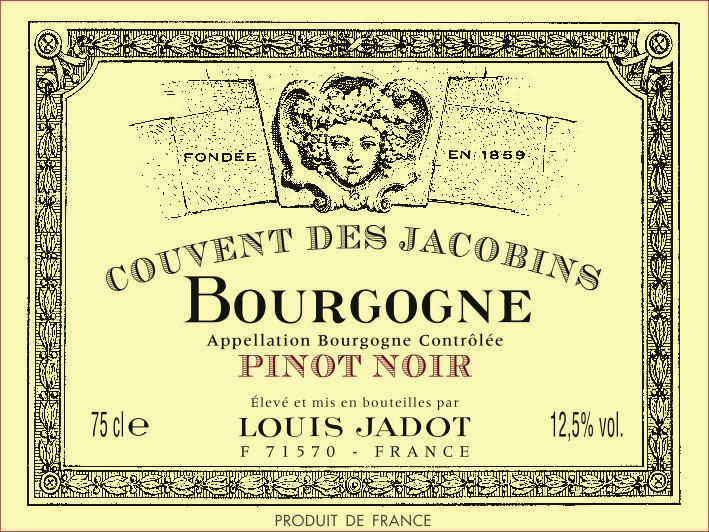 FONDÉE EN 1859
COUVENT DES JACOBINS
BOURGOGNE
Appellation Bourgogne Contrôlée
PINOT NOIR
Élevé et mis en bouteilles par
75 cl e LOUIS JADOT 12,5% vol.
F 71570 - FRANCE
PRODUIT DE FRANCE